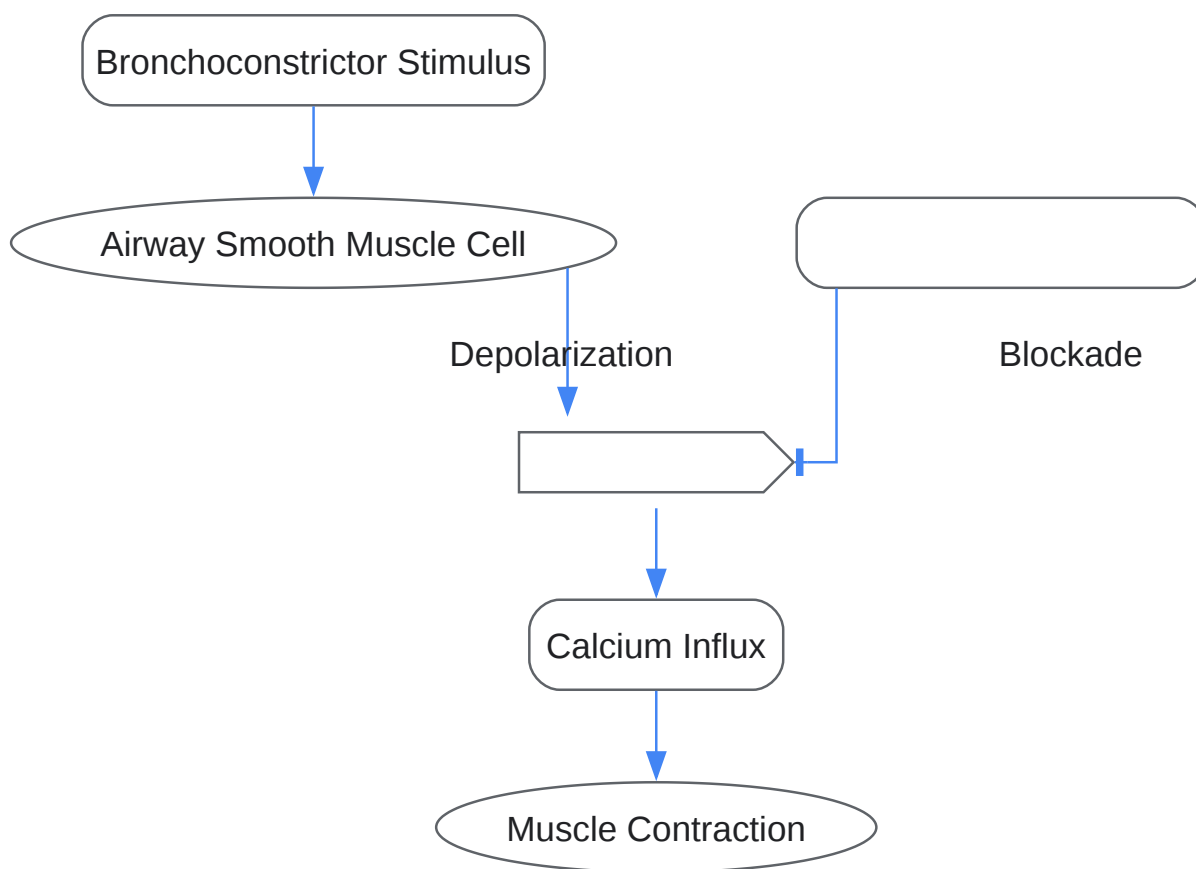 Bronchoconstrictor Stimulus
Airway Smooth Muscle Cell
Depolarization
Blockade
Calcium Influx
Muscle Contraction